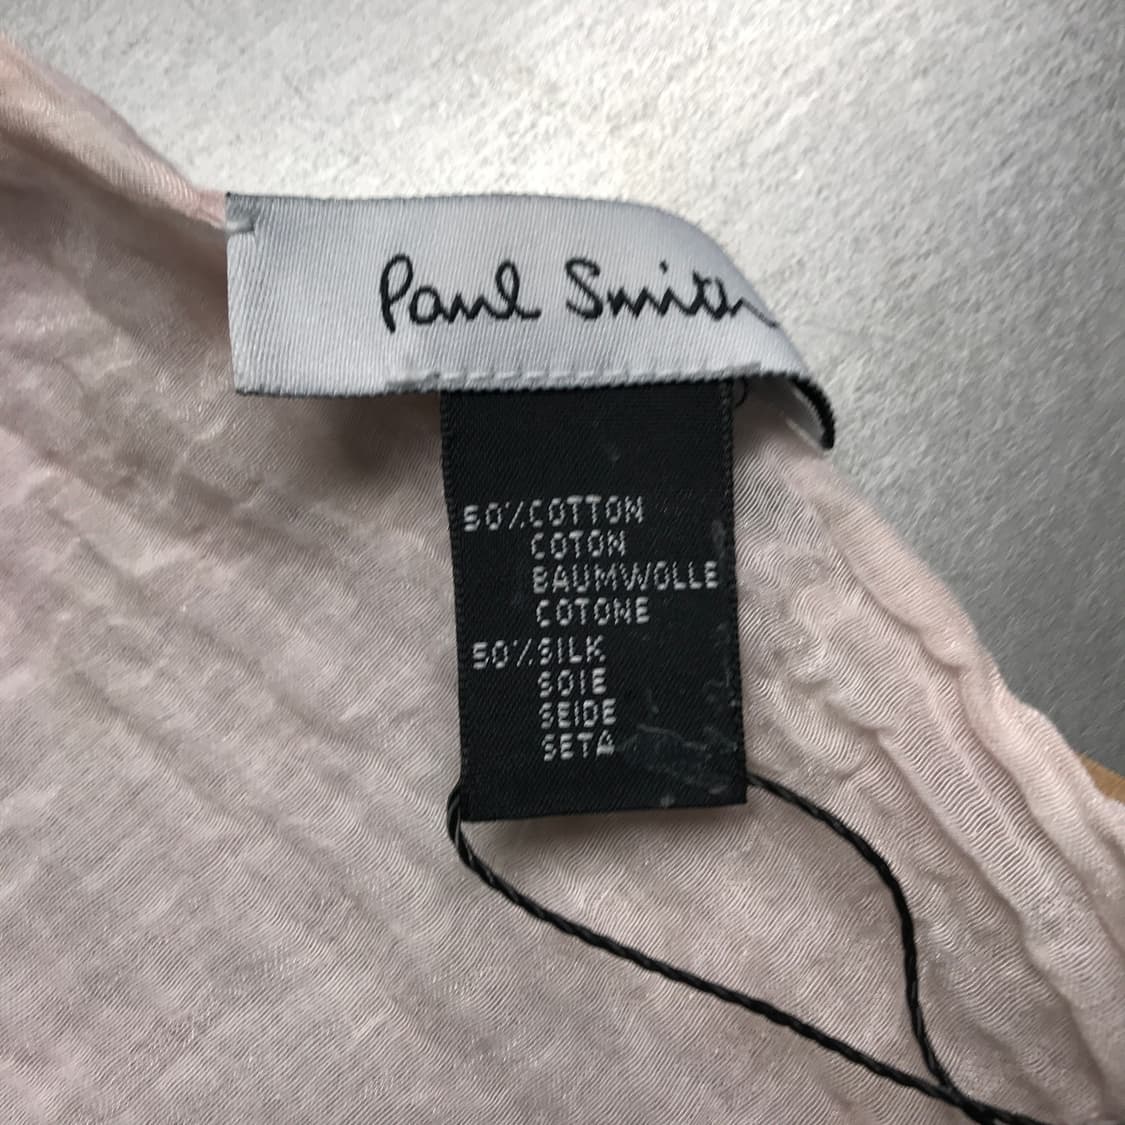 Paul Smith
50%COTTON
COTON
BAUMWOLLE
COTONE
50%SILK
SOIE
SEIDE
SETA